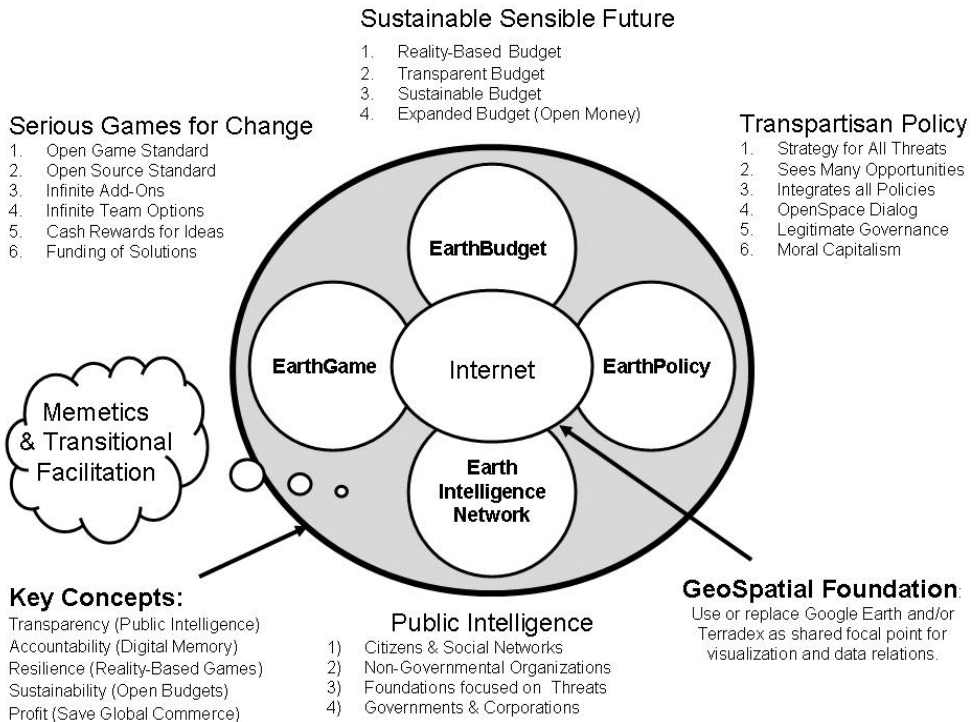 Sustainable Sensible Future
1. Reality-Based Budget
2. Transparent Budget
3. Sustainable Budget
4. Expanded Budget (Open Money)
Serious Games for Change
1. Open Game Standard
2. Open Source Standard
3. Infinite Add-Ons
4. Infinite Team Options
5. Cash Rewards for Ideas
6. Funding of Solutions
Transpartisan Policy
1. Strategy for All Threats
2. Sees Many Opportunities
3. Integrates all Policies
4. OpenSpace Dialog
5. Legitimate Governance
6. Moral Capitalism
EarthBudget
EarthGame
Internet
EarthPolicy
Earth
Intelligence
Network
Memetics
& Transitional
Facilitation
Key Concepts:
Transparency (Public Intelligence)
Accountability (Digital Memory)
Resilience (Reality-Based Games)
Sustainability (Open Budgets)
Profit (Save Global Commerce)
Public Intelligence
1) Citizens & Social Networks
2) Non-Governmental Organizations
3) Foundations focused on Threats
4) Governments & Corporations
GeoSpatial Foundation:
Use or replace Google Earth and/or
Terradex as shared focal point for
visualization and data relations.